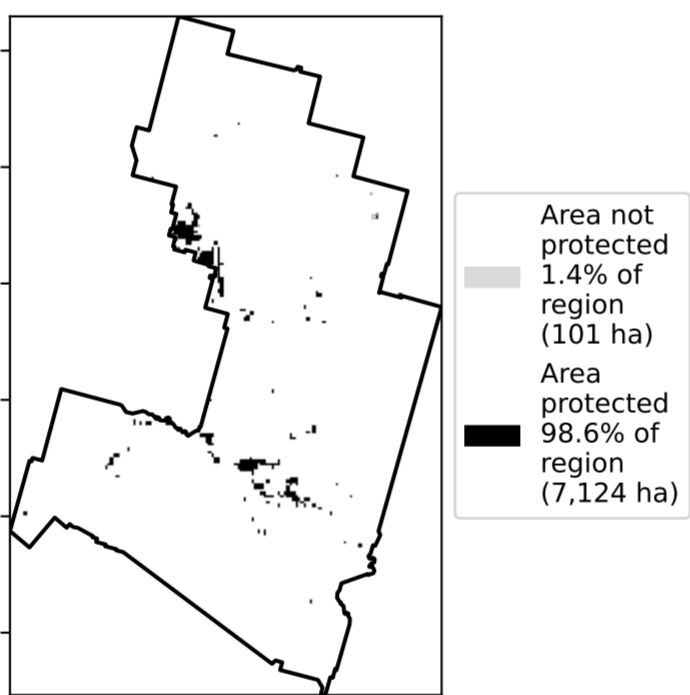 Area not
protected
1.4% of
region
(101 ha)
Area
protected
98.6% of
region
(7,124 ha)